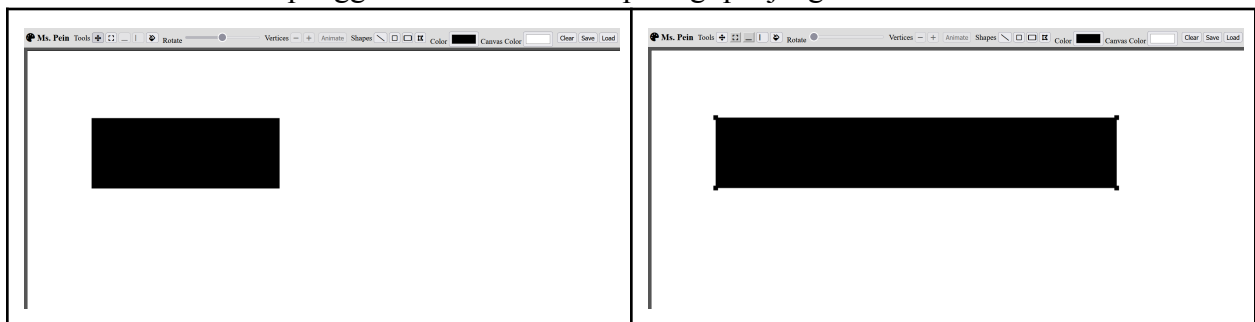 Ms. Pein Tools Rotate Vertices − + Animate Shapes Color Canvas Color Clear Save Load
Ms. Pein Tools Rotate Vertices − + Animate Shapes Color Canvas Color Clear Save Load